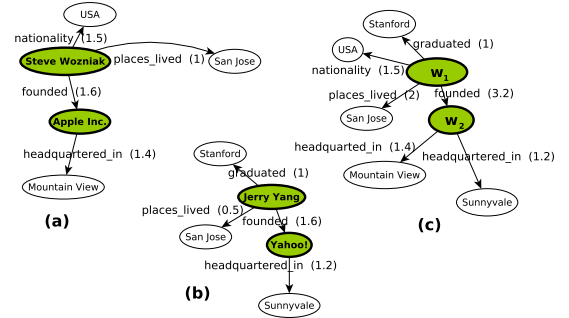 USA
nationality (1.5)
Steve Wozniak
places_lived (1)
San Jose
founded (1.6)
Apple Inc.
headquartered_in (1.4)
Mountain View
(a)
Stanford
graduated (1)
Jerry Yang
places_lived (0.5)
founded (1.6)
San Jose
Yahoo!
headquartered_in (1.2)
Sunnyvale
(b)
Stanford
graduated (1)
USA
nationality (1.5)
w1
places_lived (2)
founded (3.2)
San Jose
w2
headquartered_in (1.4)
headquartered_in (1.2)
Mountain View
Sunnyvale
(c)